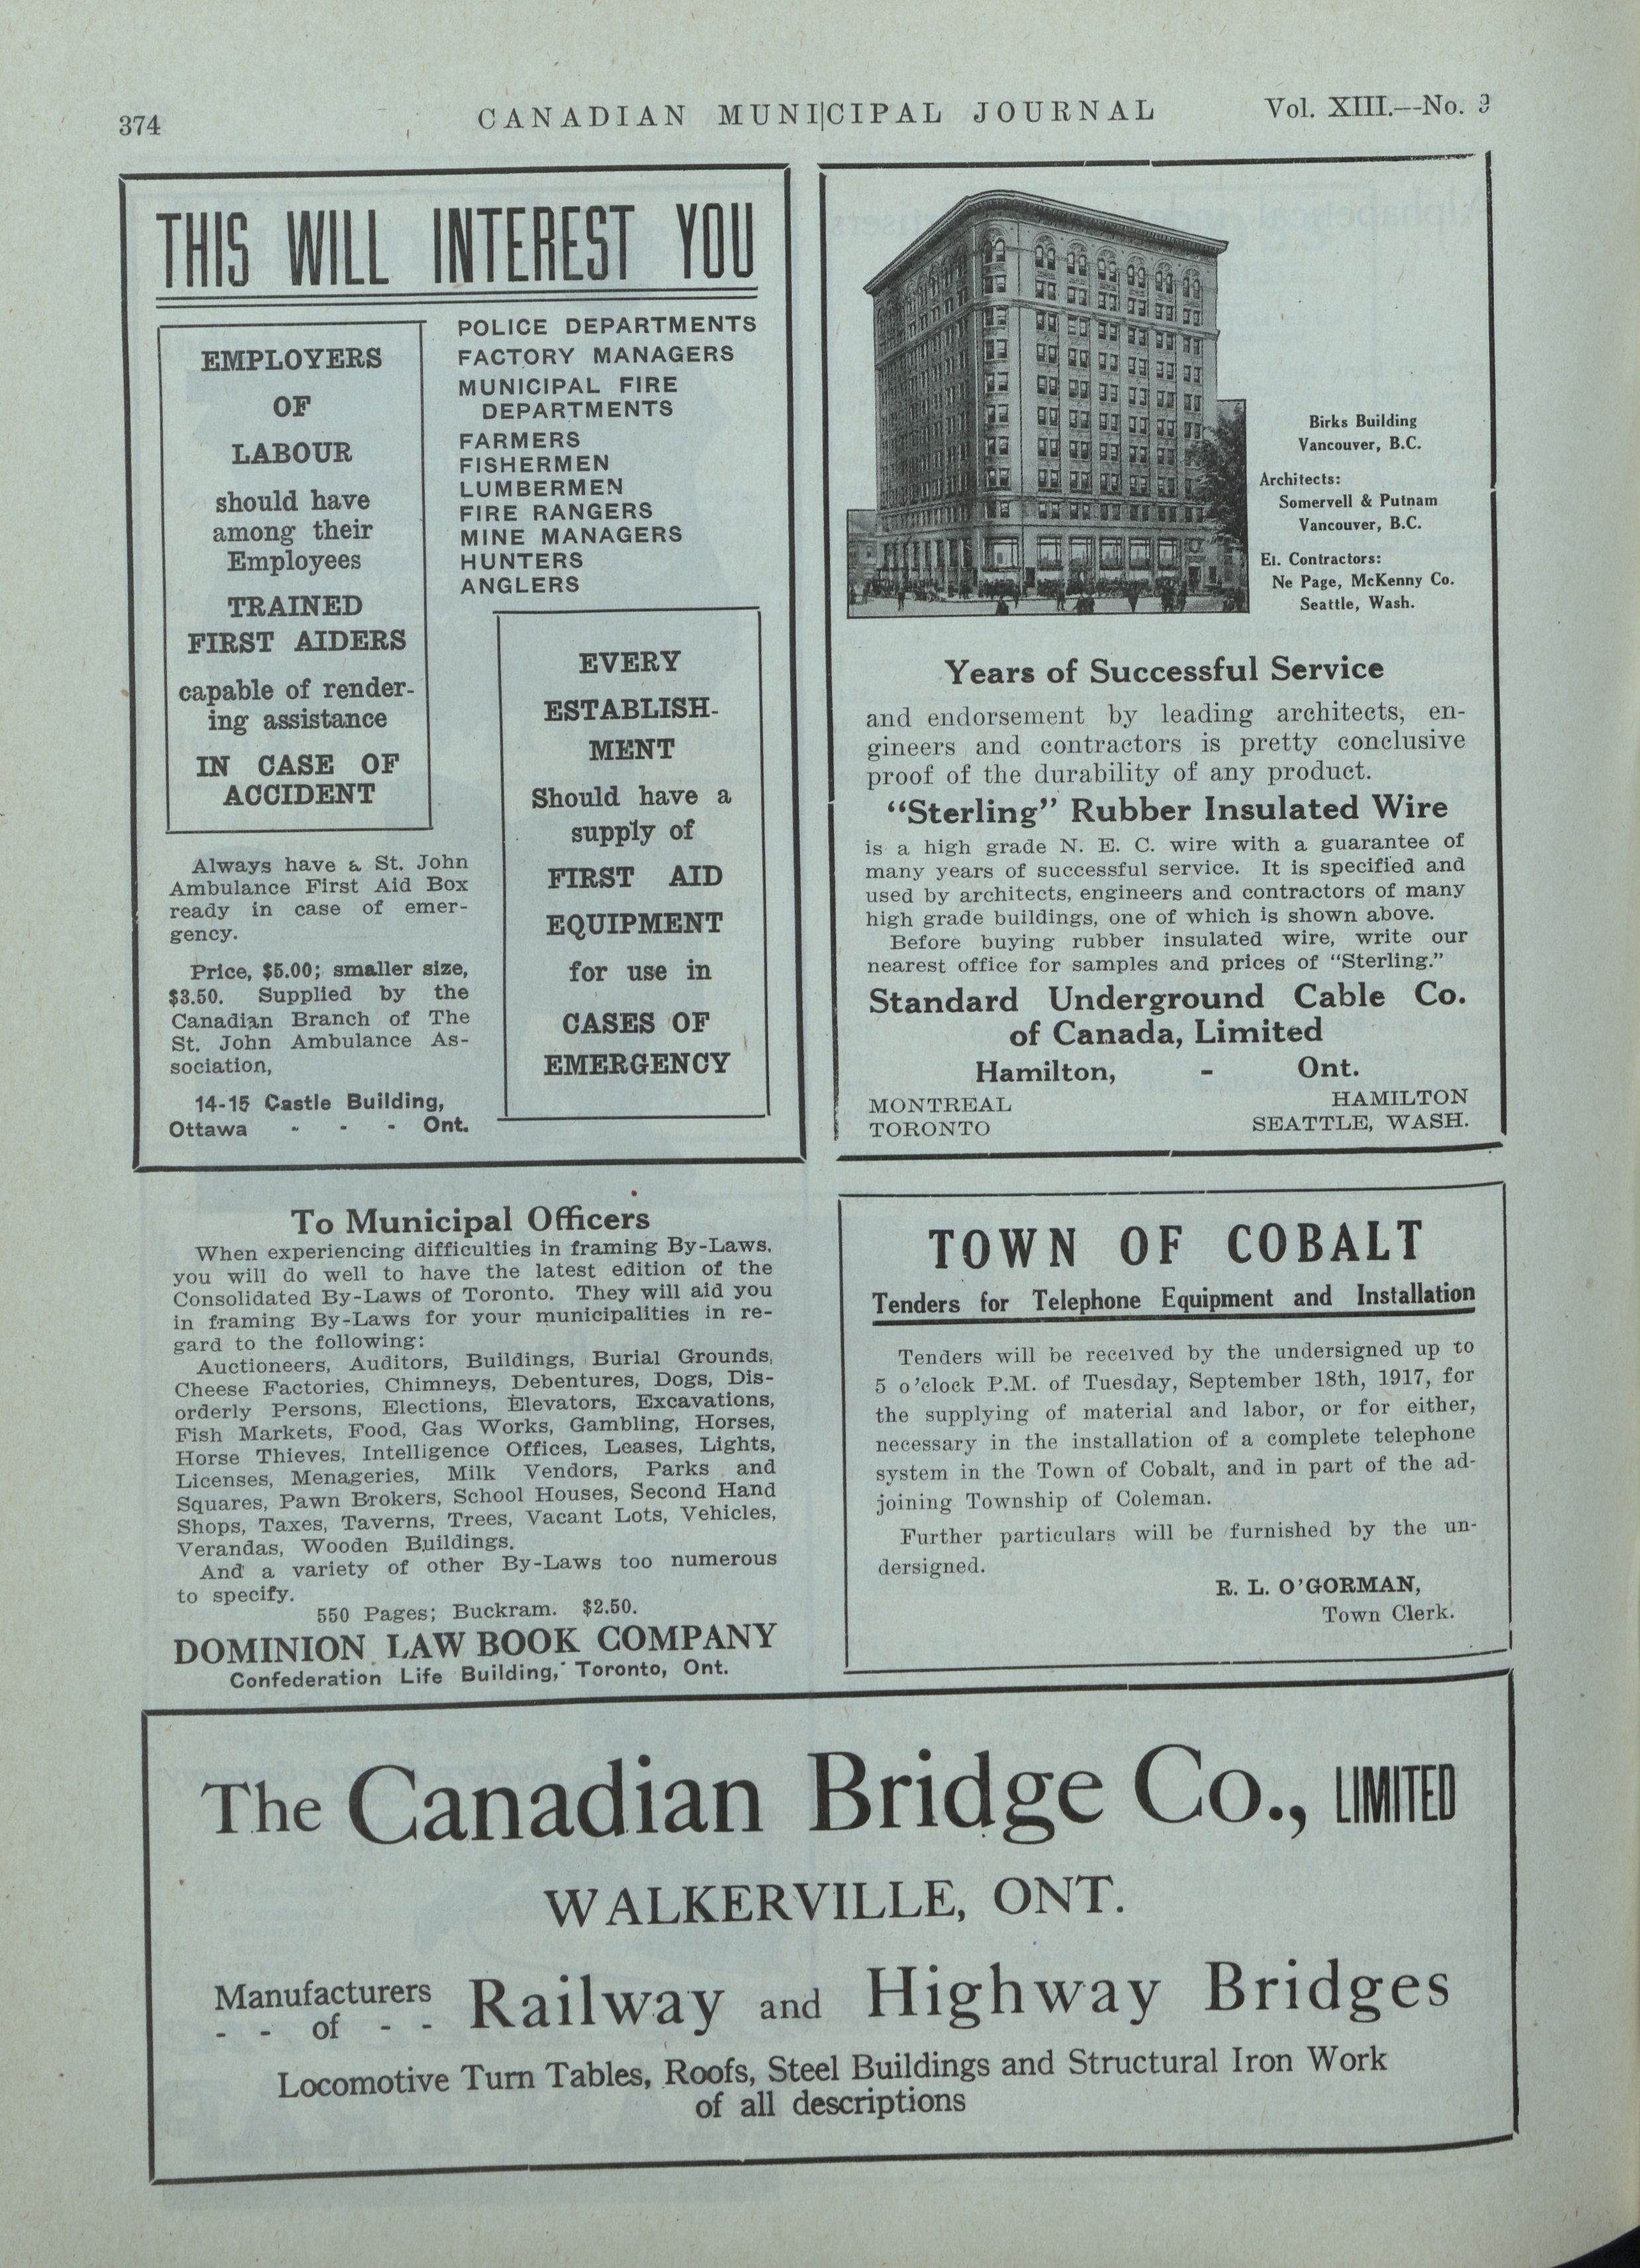 374
CANADIAN MUNICIPAL JOURNAL
Vol. XIII.--No. 9
THIS WILL INTEREST YOU
EMPLOYERS
OF
LABOUR
should have
among their
Employees
TRAINED
FIRST AIDERS
capable of render-
ing assistance
IN CASE OF
ACCIDENT
POLICE DEPARTMENTS
FACTORY MANAGERS
MUNICIPAL FIRE
DEPARTMENTS
FARMERS
FISHERMEN
LUMBERMEN
FIRE RANGERS
MINE MANAGERS
HUNTERS
ANGLERS
Always have a St. John
Ambulance First Aid Box
ready in case of emer-
gency.
Price, $5.00; smaller size,
$3.50. Supplied by the
Canadian Branch of The
St. John Ambulance As-
sociation,
14-15 Castle Building,
Ottawa - - - Ont.
EVERY
ESTABLISH-
MENT
Should have a
supply of
FIRST AID
EQUIPMENT
for use in
CASES OF
EMERGENCY
Birks Building
Vancouver, B.C.
Architects:
Somervell & Putnam
Vancouver, B.C.
El. Contractors:
Ne Page, McKenny Co.
Seattle, Wash.
Years of Successful Service
and endorsement by leading architects, en-
gineers and contractors is pretty conclusive
proof of the durability of any product.
"Sterling" Rubber Insulated Wire
is a high grade N. E. C. wire with a guarantee of
many years of successful service. It is specified and
used by architects, engineers and contractors of many
high grade buildings, one of which is shown above.
Before buying rubber insulated wire, write our
nearest office for samples and prices of "Sterling."
Standard Underground Cable Co.
of Canada, Limited
Hamilton, - Ont.
MONTREAL HAMILTON
TORONTO SEATTLE, WASH.
To Municipal Officers
When experiencing difficulties in framing By-Laws,
you will do well to have the latest edition of the
Consolidated By-Laws of Toronto. They will aid you
in framing By-Laws for your municipalities in re-
gard to the following:
Auctioneers, Auditors, Buildings, Burial Grounds,
Cheese Factories, Chimneys, Debentures, Dogs, Dis-
orderly Persons, Elections, Elevators, Excavations,
Fish Markets, Food, Gas Works, Gambling, Horses,
Horse Thieves, Intelligence Offices, Leases, Lights,
Licenses, Menageries, Milk Vendors, Parks and
Squares, Pawn Brokers, School Houses, Second Hand
Shops, Taxes, Taverns, Trees, Vacant Lots, Vehicles,
Verandas, Wooden Buildings.
And a variety of other By-Laws too numerous
to specify.
550 Pages; Buckram. $2.50.
DOMINION LAW BOOK COMPANY
Confederation Life Building, Toronto, Ont.
TOWN OF COBALT
Tenders for Telephone Equipment and Installation
Tenders will be received by the undersigned up to
5 o'clock P.M. of Tuesday, September 18th, 1917, for
the supplying of material and labor, or for either,
necessary in the installation of a complete telephone
system in the Town of Cobalt, and in part of the ad-
joining Township of Coleman.
Further particulars will be furnished by the un-
dersigned.
R. L. O'GORMAN,
Town Clerk.
The Canadian Bridge Co., LIMITED
WALKERVILLE, ONT.
Manufacturers
- - of - -
Railway and Highway Bridges
Locomotive Turn Tables, Roofs, Steel Buildings and Structural Iron Work
of all descriptions